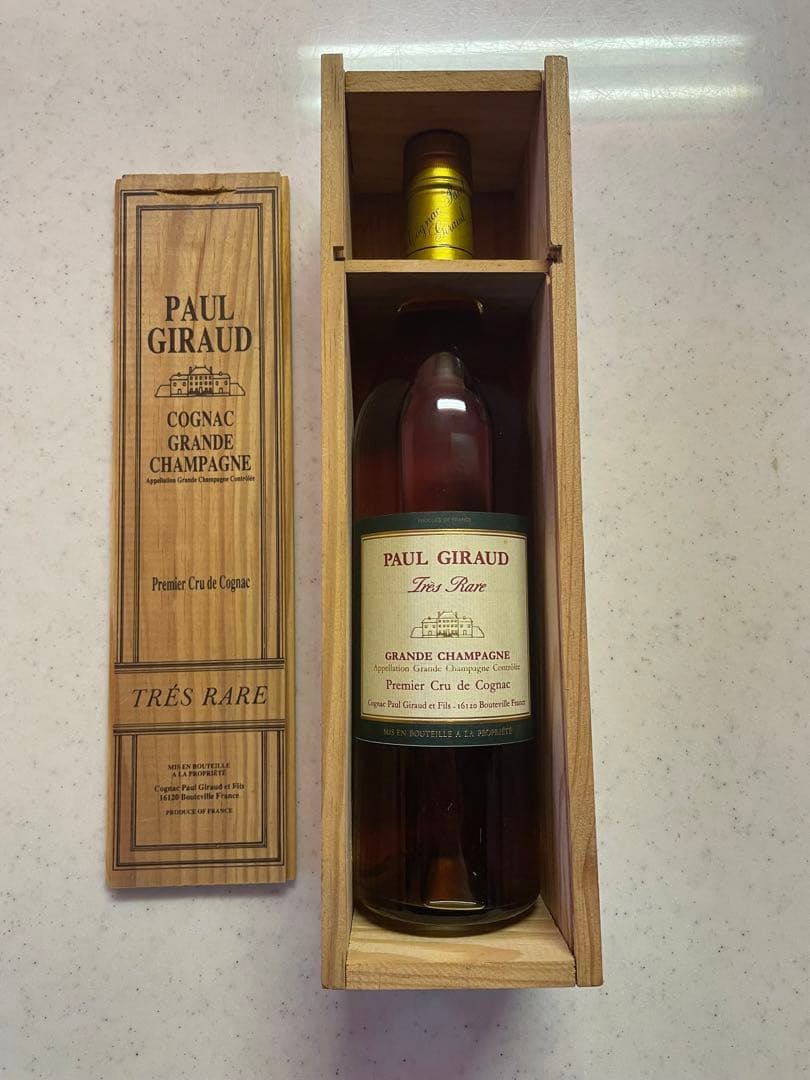 PAUL
GIRAUD
COGNAC
GRANDE
CHAMPAGNE
Appellation Grande Champagne Contrôlée
Premier Cru de Cognac
TRÉS RARE
MIS EN BOUTEILLE
A LA PROPRIÉTÉ
Cognac Paul Giraud et Fils
16120 Bouteville France
PRODUCE OF FRANCE
Cognac Paul
Giraud
PRODUCE OF FRANCE
PAUL GIRAUD
Très Rare
GRANDE CHAMPAGNE
Appellation Grande Champagne Contrôlée
Premier Cru de Cognac
Cognac Paul Giraud et Fils - 16120 Bouteville France
MIS EN BOUTEILLE A LA PROPRIÉTÉ